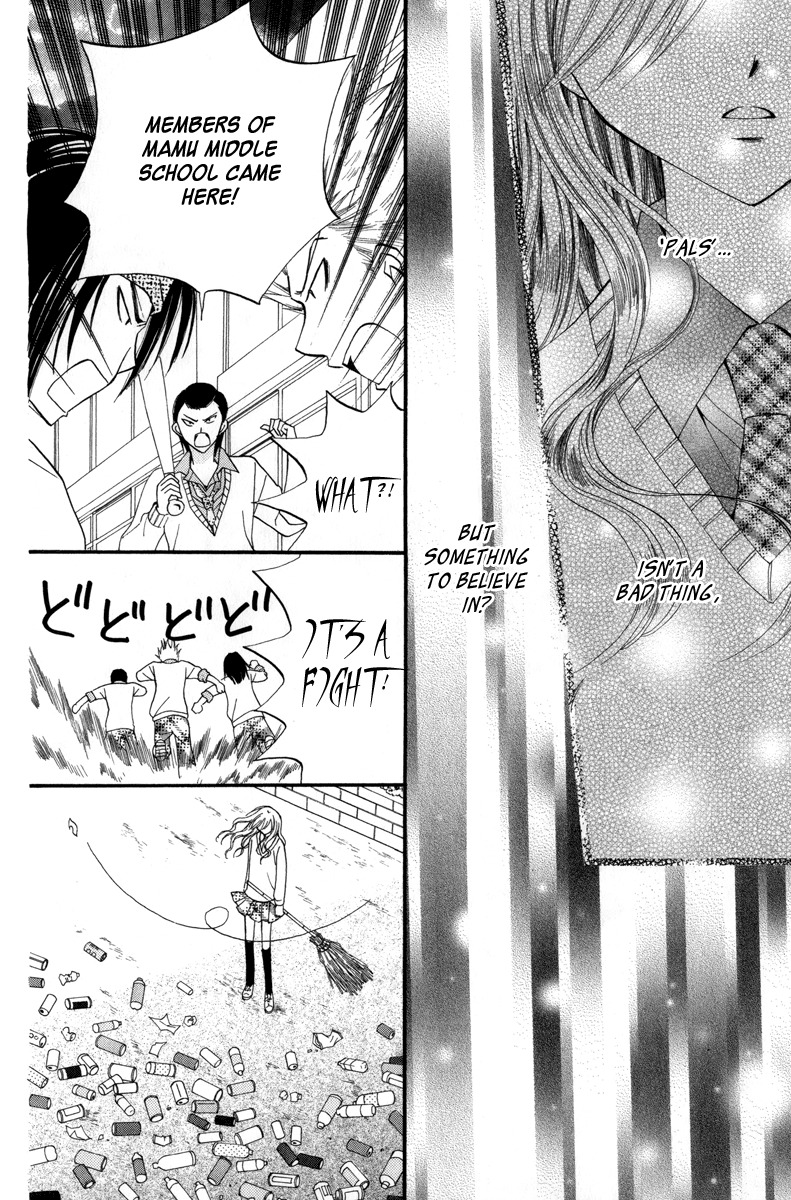 'PALS'...
ISN'T A
BAD THING,
BUT
SOMETHING
TO BELIEVE
IN?
MEMBERS OF
MAMU MIDDLE
SCHOOL CAME
HERE!
WHAT?!
IT'S A
FIGHT!
どどどど